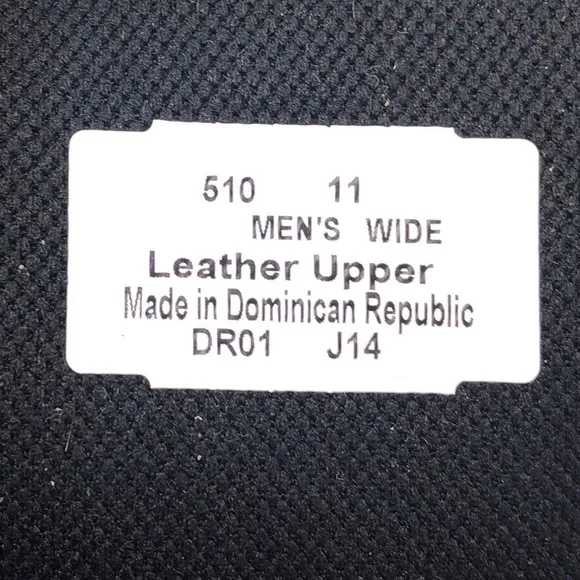 510 11
MEN'S WIDE
Leather Upper
Made in Dominican Republic
DR01 J14